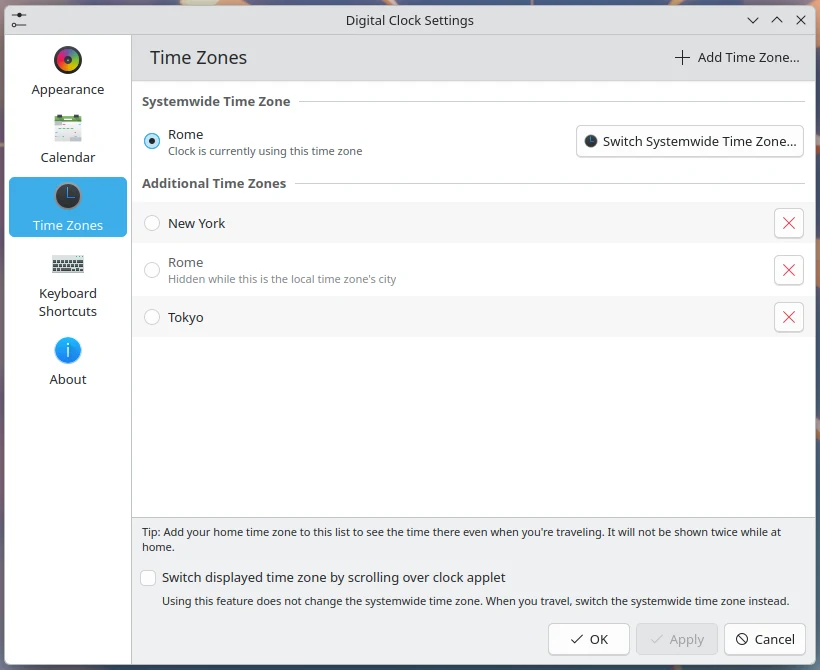 Digital Clock Settings
Appearance
Calendar
Time Zones
Keyboard
Shortcuts
About
Time Zones
Add Time Zone...
Systemwide Time Zone
Rome
Clock is currently using this time zone
Switch Systemwide Time Zone...
Additional Time Zones
New York
Rome
Hidden while this is the local time zone's city
Tokyo
Tip: Add your home time zone to this list to see the time there even when you're traveling. It will not be shown twice while at
home.
Switch displayed time zone by scrolling over clock applet
Using this feature does not change the systemwide time zone. When you travel, switch the systemwide time zone instead.
OK
Apply
Cancel